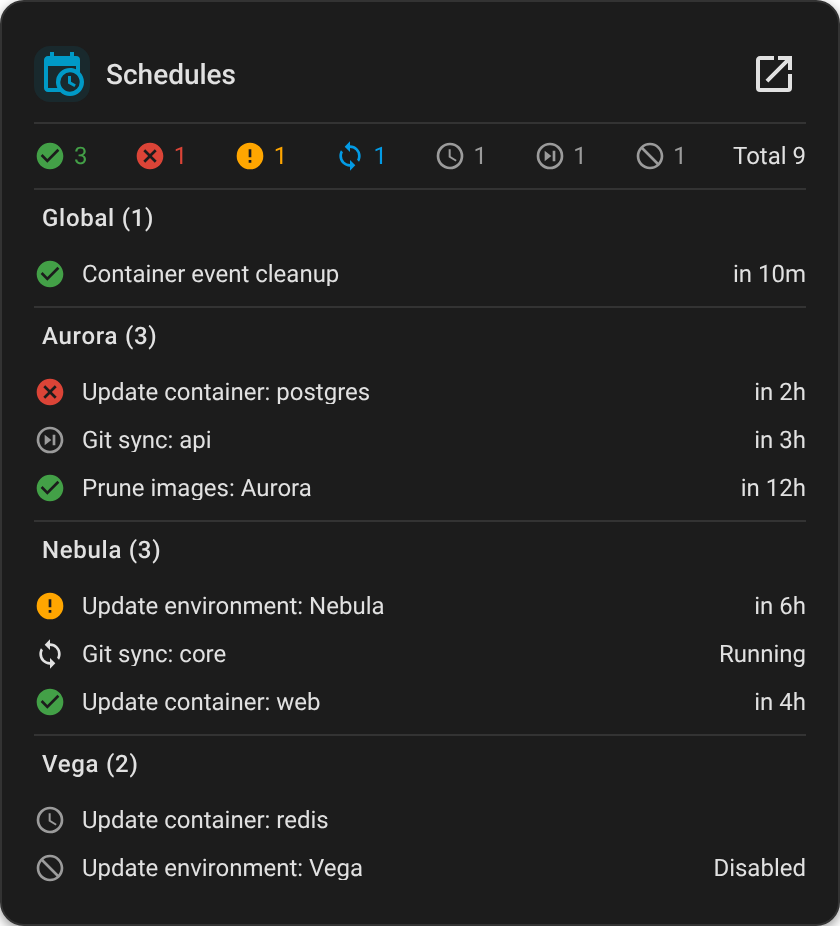 Schedules
3 1 1 1 1 1 1 Total 9
Global (1)
Container event cleanup in 10m
Aurora (3)
Update container: postgres in 2h
Git sync: api in 3h
Prune images: Aurora in 12h
Nebula (3)
Update environment: Nebula in 6h
Git sync: core Running
Update container: web in 4h
Vega (2)
Update container: redis
Update environment: Vega Disabled